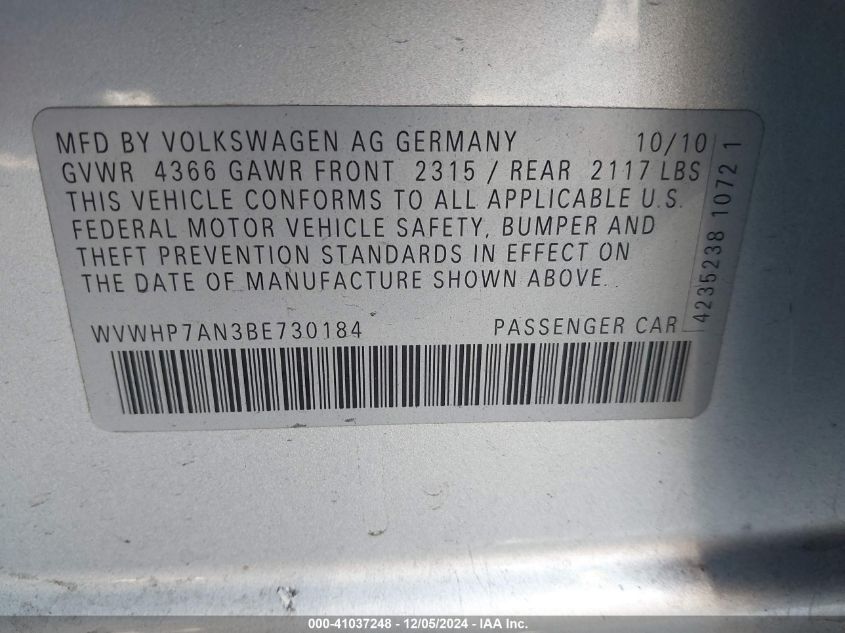 MFD BY VOLKSWAGEN AG GERMANY 10/10
GVWR 4366 GAWR FRONT 2315 / REAR 2117 LBS
THIS VEHICLE CONFORMS TO ALL APPLICABLE U.S.
FEDERAL MOTOR VEHICLE SAFETY, BUMPER AND
THEFT PREVENTION STANDARDS IN EFFECT ON
THE DATE OF MANUFACTURE SHOWN ABOVE.
WVWHP7AN3BE730184 PASSENGER CAR
4235238 1072 1
000-41037248 - 12/05/2024 - IAA Inc.